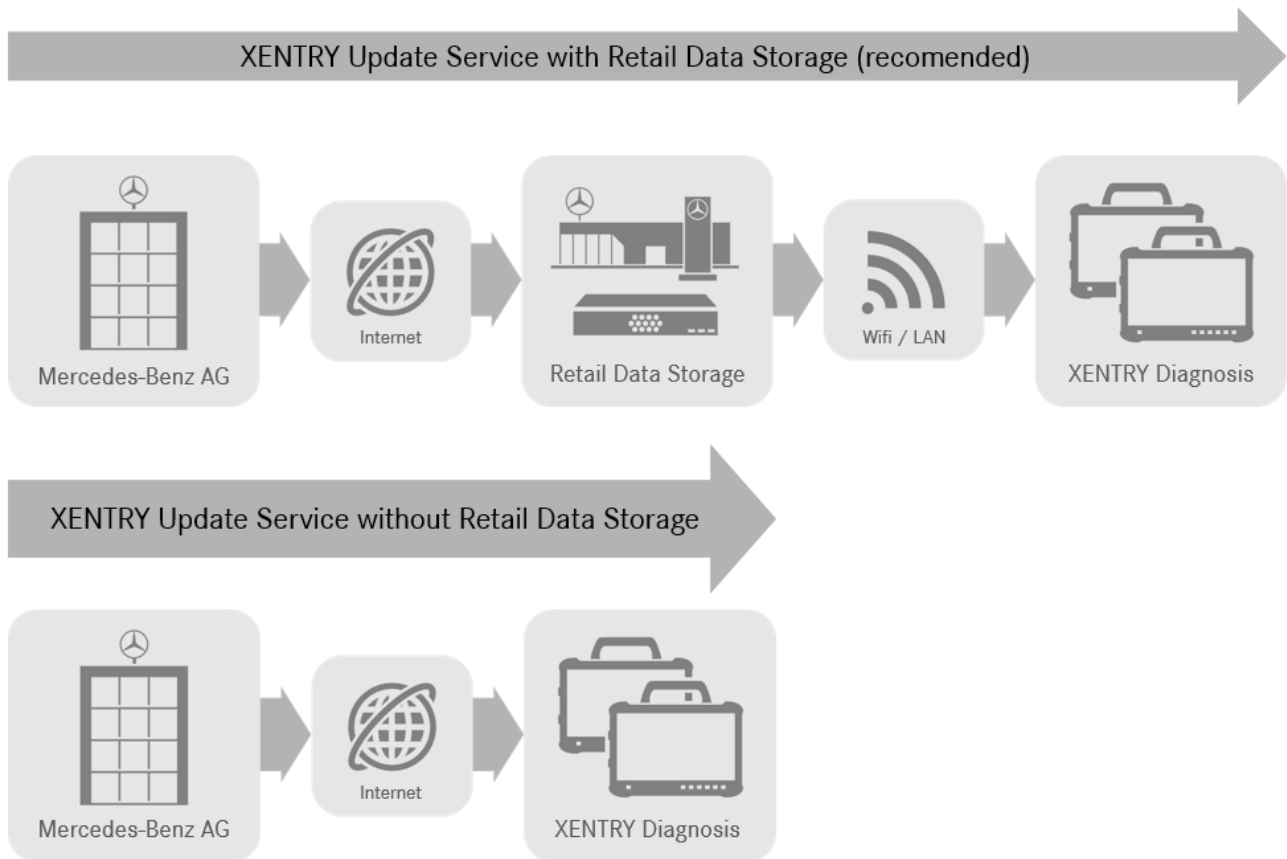 XENTRY Update Service with Retail Data Storage (recomended)
Mercedes-Benz AG
Internet
Retail Data Storage
Wifi / LAN
XENTRY Diagnosis
XENTRY Update Service without Retail Data Storage
Mercedes-Benz AG
Internet
XENTRY Diagnosis